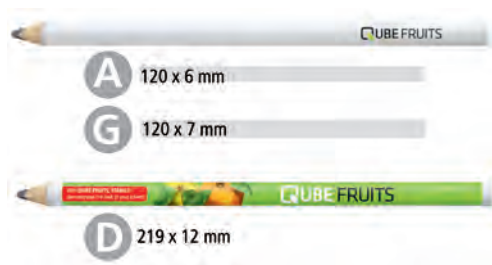 QUBE FRUITS
A 120 x 6 mm
G 120 x 7 mm
QUBE FRUITS
D 219 x 12 mm